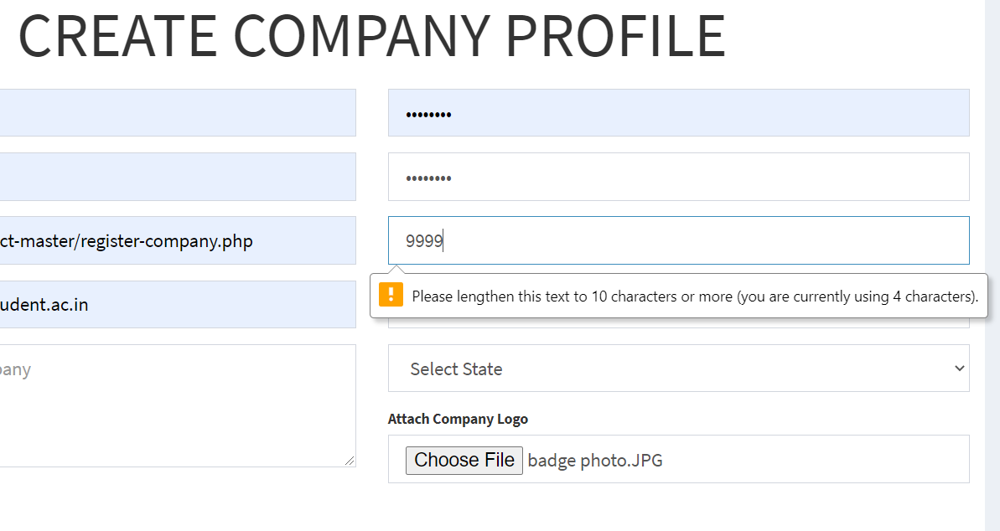 CREATE COMPANY PROFILE
••••••••
••••••••
ct-master/register-company.php
9999
Please lengthen this text to 10 characters or more (you are currently using 4 characters).
udent.ac.in
pany
Select State
Attach Company Logo
Choose File badge photo.JPG